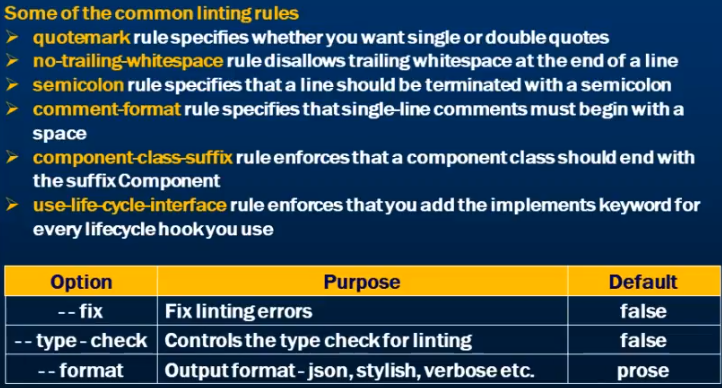 Some of the common linting rules
➤ quotemark rule specifies whether you want single or double quotes
➤ no-trailing-whitespace rule disallows trailing whitespace at the end of a line
➤ semicolon rule specifies that a line should be terminated with a semicolon
➤ comment-format rule specifies that single-line comments must begin with a
space
➤ component-class-suffix rule enforces that a component class should end with
the suffix Component
➤ use-life-cycle-interface rule enforces that you add the implements keyword for
every lifecycle hook you use
Option Purpose Default
-- fix Fix linting errors false
-- type - check Controls the type check for linting false
-- format Output format - json, stylish, verbose etc. prose